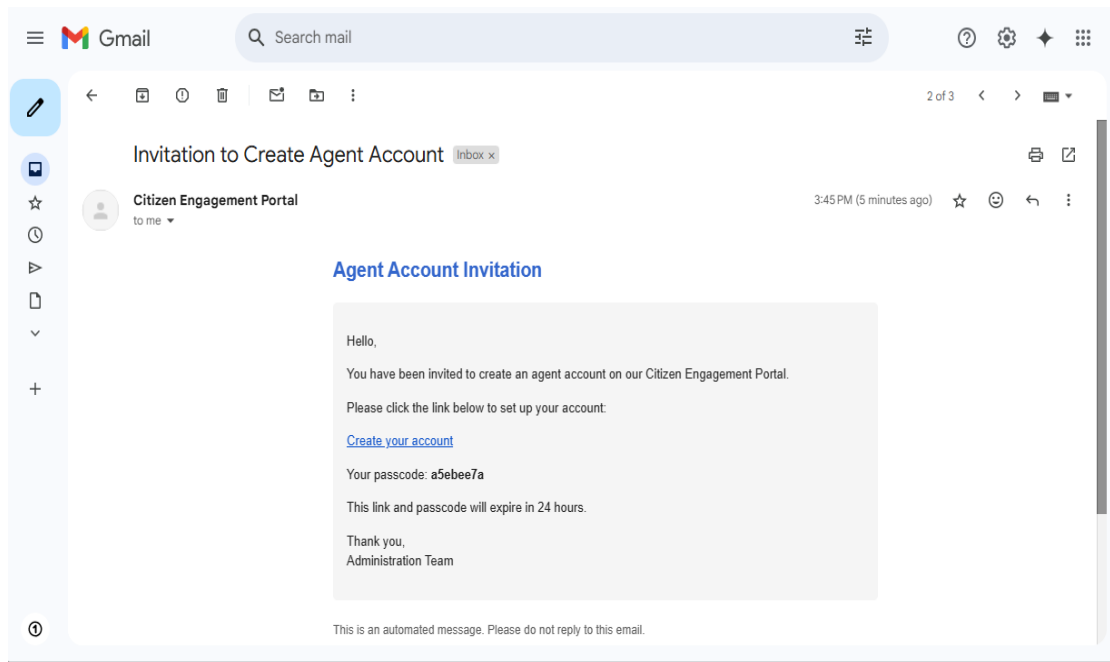 Gmail
Search mail
2 of 3
Invitation to Create Agent Account Inbox x
Citizen Engagement Portal
3:45 PM (5 minutes ago)
to me
Agent Account Invitation
Hello,
You have been invited to create an agent account on our Citizen Engagement Portal.
Please click the link below to set up your account:
Create your account
Your passcode: a5ebee7a
This link and passcode will expire in 24 hours.
Thank you,
Administration Team
This is an automated message. Please do not reply to this email.